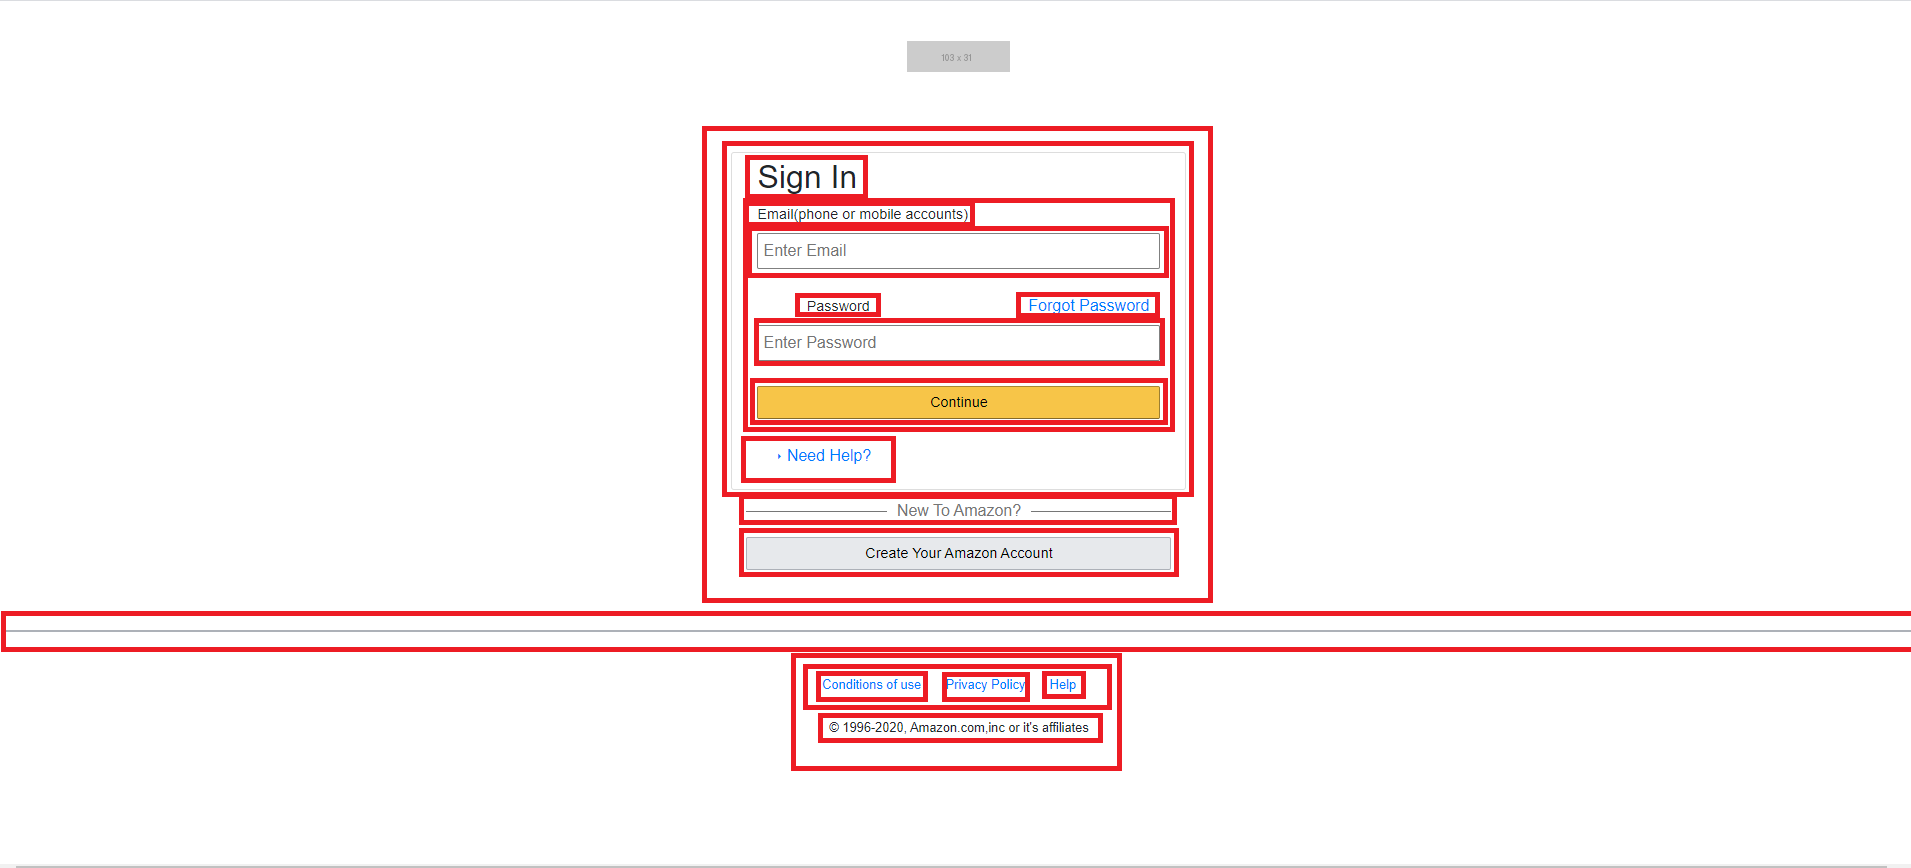 103 x 31
Sign In
Email(phone or mobile accounts)
Enter Email
Password Forgot Password
Enter Password
Continue
Need Help?
New To Amazon?
Create Your Amazon Account
Conditions of use Privacy Policy Help
© 1996-2020, Amazon.com,inc or it's affiliates